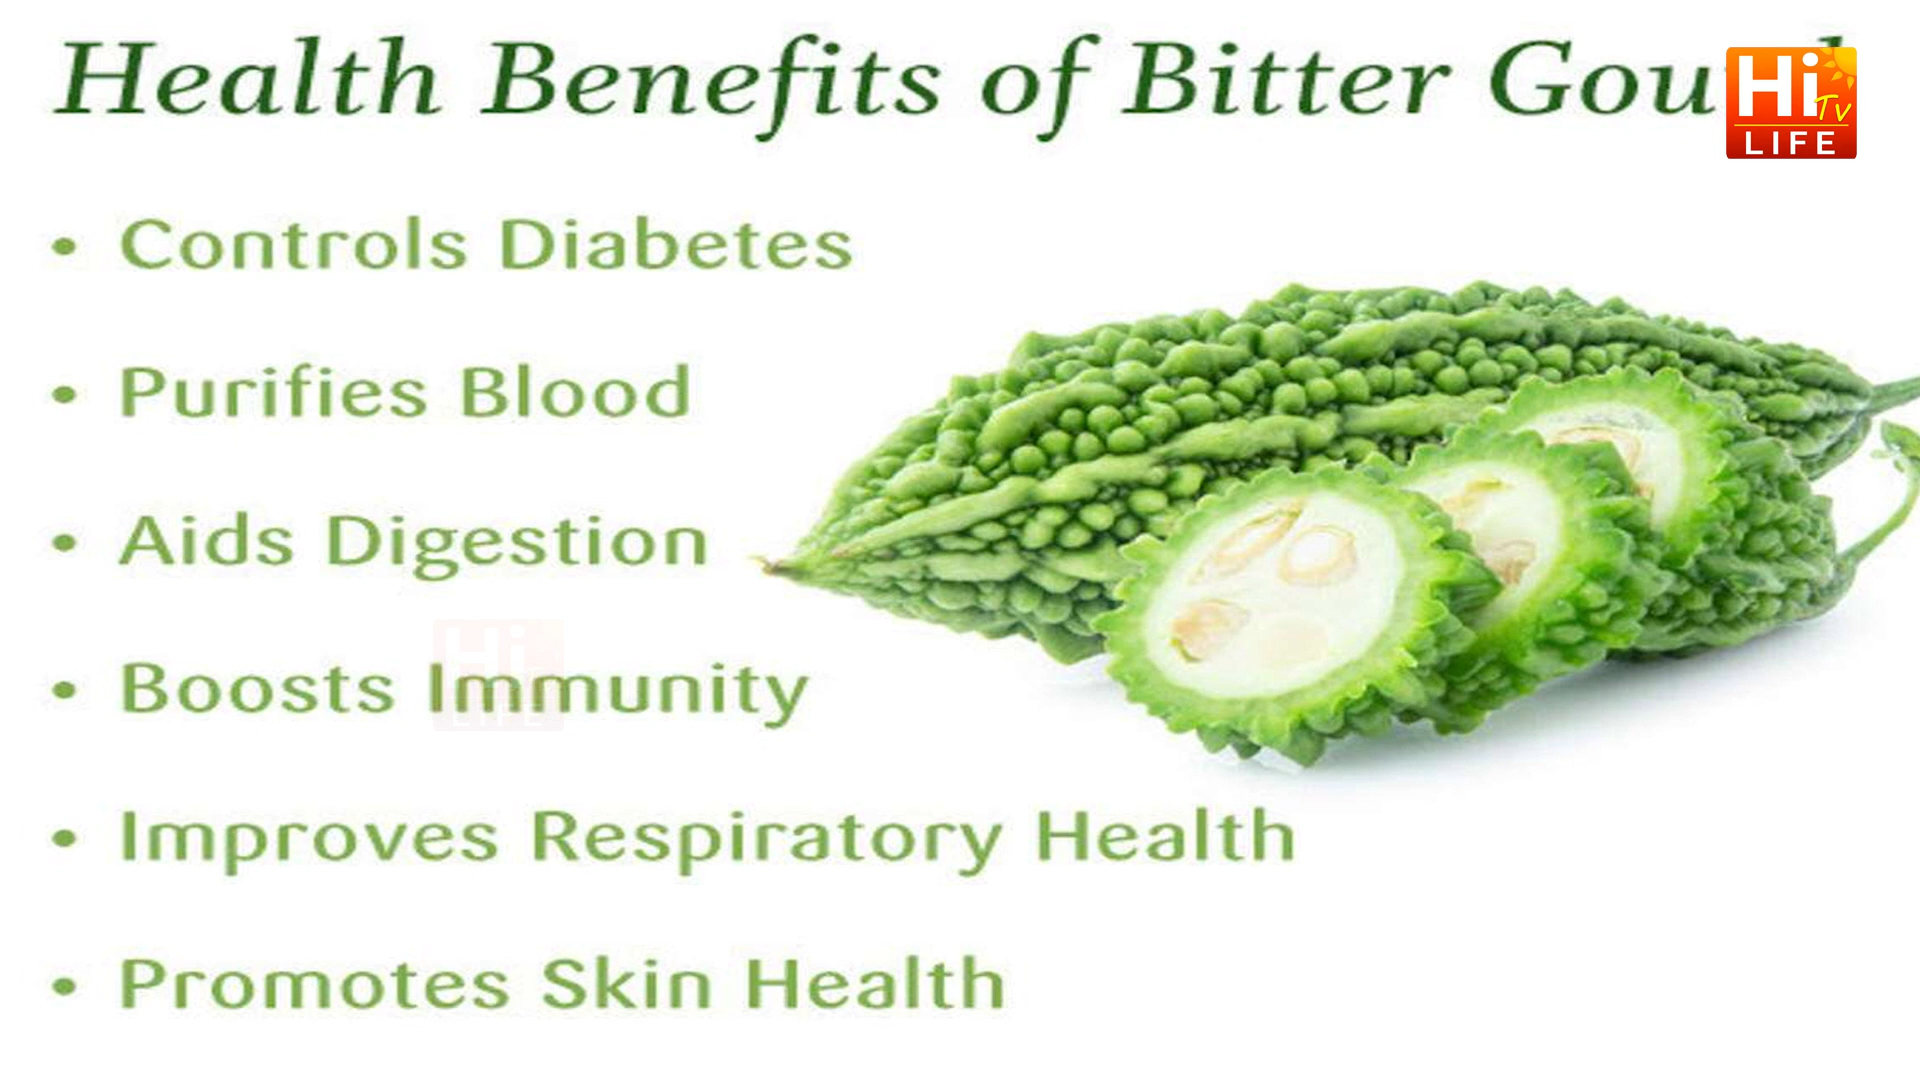 Health Benefits of Bitter Gou
Hi
Tv
LIFE
• Controls Diabetes
• Purifies Blood
• Aids Digestion
• Boosts Immunity
• Improves Respiratory Health
• Promotes Skin Health